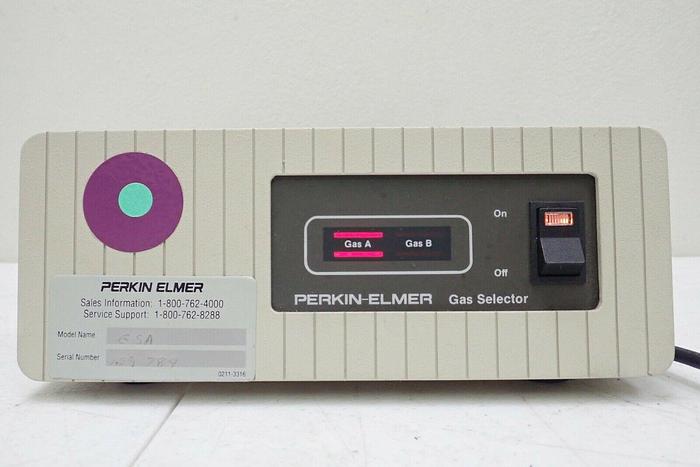 PERKIN ELMER
Sales Information: 1-800-762-4000
Service Support: 1-800-762-8288
Model Name GSA
Serial Number
0211-3316
Gas A Gas B
On
Off
PERKIN-ELMER Gas Selector